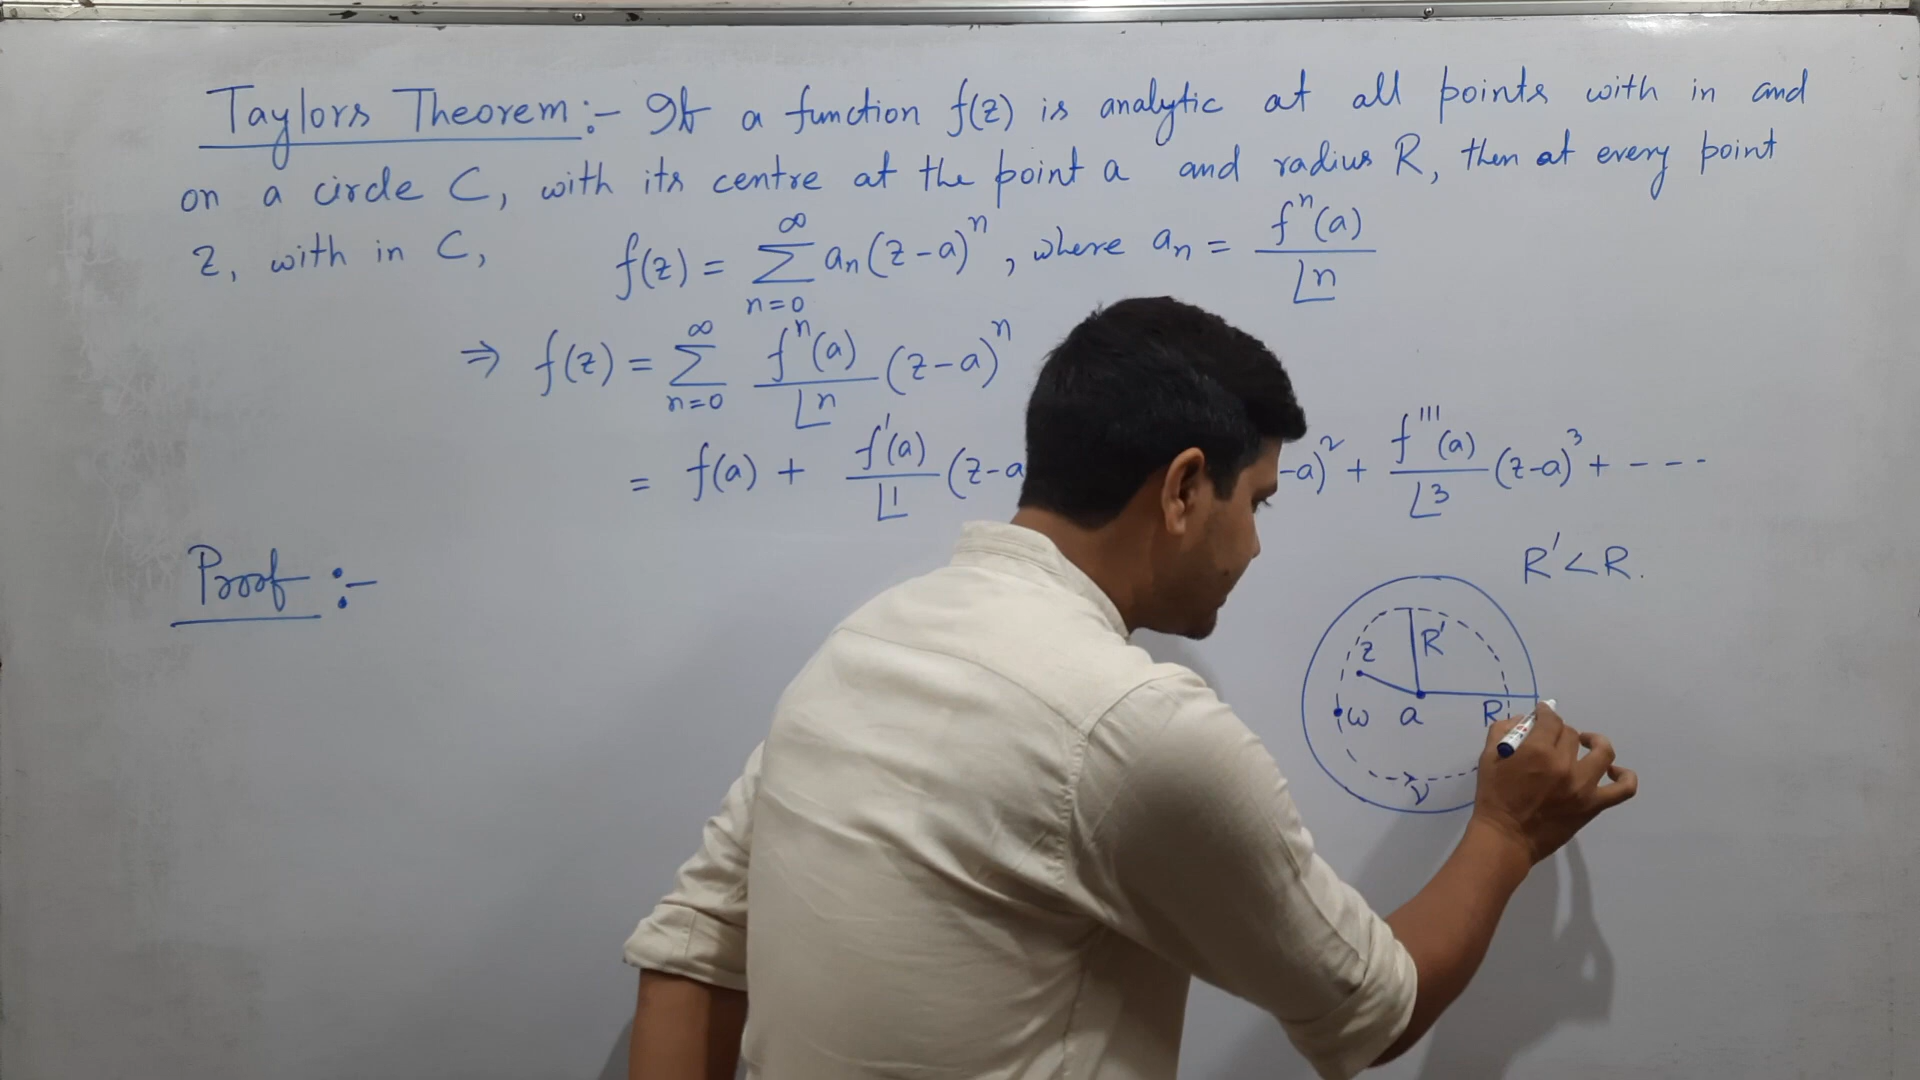 Taylors Theorem :- If a function f(z) is analytic at all points with in and
on a circle C, with its centre at the point a and radius R, then at every point
z, with in C, f(z) = ∑_{n=0}^{∞} aₙ(z-a)ⁿ, where aₙ = fⁿ(a)/⌊n
⇒ f(z) = ∑_{n=0}^{∞} fⁿ(a)/⌊n (z-a)ⁿ
= f(a) + f'(a)/⌊1 (z-a -a)² + f'''(a)/⌊3 (z-a)³ + ----
Proof :-
R' < R.
z R'
w a R
ν